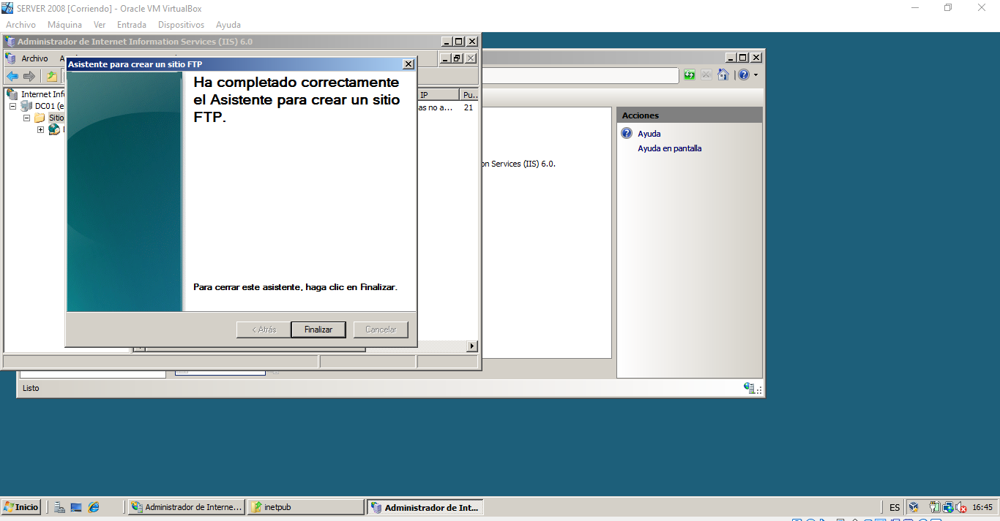 SERVER 2008 [Corriendo] - Oracle VM VirtualBox
Archivo Máquina Ver Entrada Dispositivos Ayuda
Administrador de Internet Information Services (IIS) 6.0
Archivo
Asistente para crear un sitio FTP
Ha completado correctamente
el Asistente para crear un sitio
FTP.
Para cerrar este asistente, haga clic en Finalizar.
< Atrás Finalizar Cancelar
Internet Inf
DC01 (e
Sitio
IP Pu...
as no a... 21
on Services (IIS) 6.0.
Acciones
Ayuda
Ayuda en pantalla
Listo
Inicio Administrador de Interne... inetpub Administrador de Int... ES 16:45